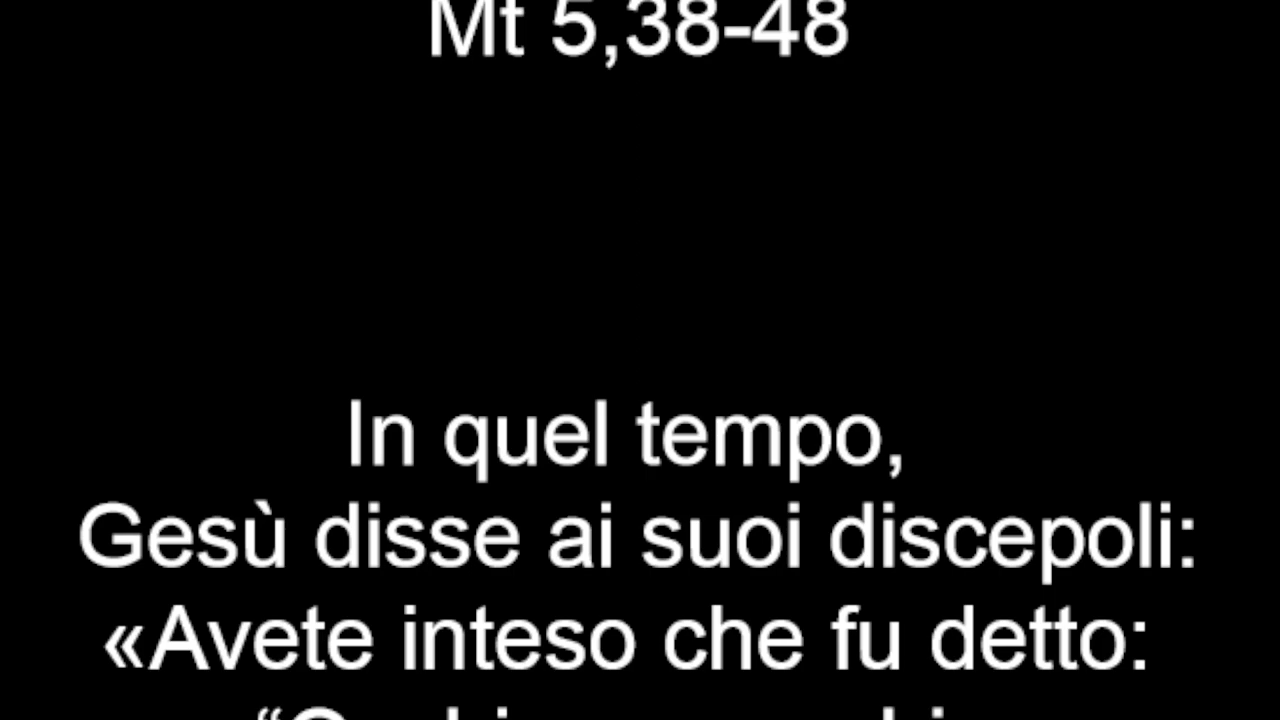 Mt 5,38-48
In quel tempo,
Gesù disse ai suoi discepoli:
«Avete inteso che fu detto: